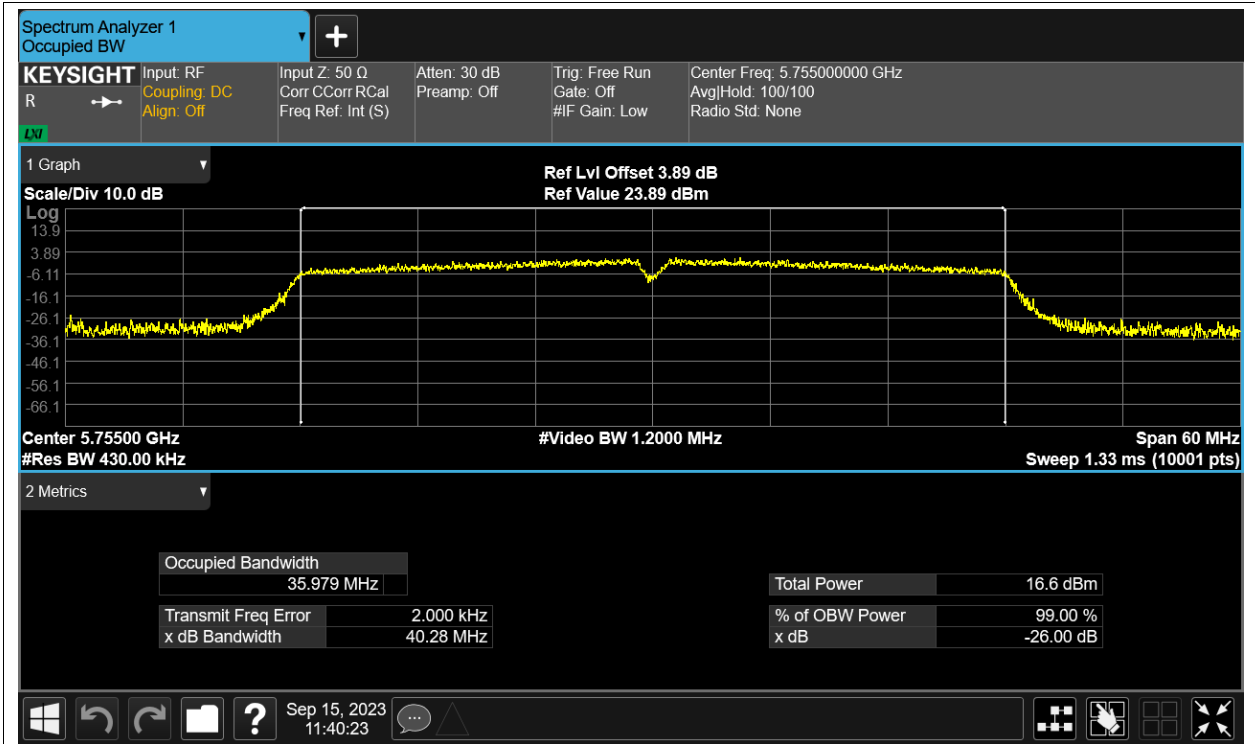 Spectrum Analyzer 1
Occupied BW
KEYSIGHT
R
LXI
Input: RF
Coupling: DC
Align: Off
Input Z: 50 Ω
Corr CCorr RCal
Freq Ref: Int (S)
Atten: 30 dB
Preamp: Off
Trig: Free Run
Gate: Off
#IF Gain: Low
Center Freq: 5.755000000 GHz
Avg|Hold: 100/100
Radio Std: None
1 Graph
Scale/Div 10.0 dB
Ref Lvl Offset 3.89 dB
Ref Value 23.89 dBm
Log
13.9
3.89
-6.11
-16.1
-26.1
-36.1
-46.1
-56.1
-66.1
Center 5.75500 GHz
#Video BW 1.2000 MHz
Span 60 MHz
#Res BW 430.00 kHz
Sweep 1.33 ms (10001 pts)
2 Metrics
Occupied Bandwidth
35.979 MHz
Transmit Freq Error 2.000 kHz
x dB Bandwidth 40.28 MHz
Total Power 16.6 dBm
% of OBW Power 99.00 %
x dB -26.00 dB
?
Sep 15, 2023
11:40:23